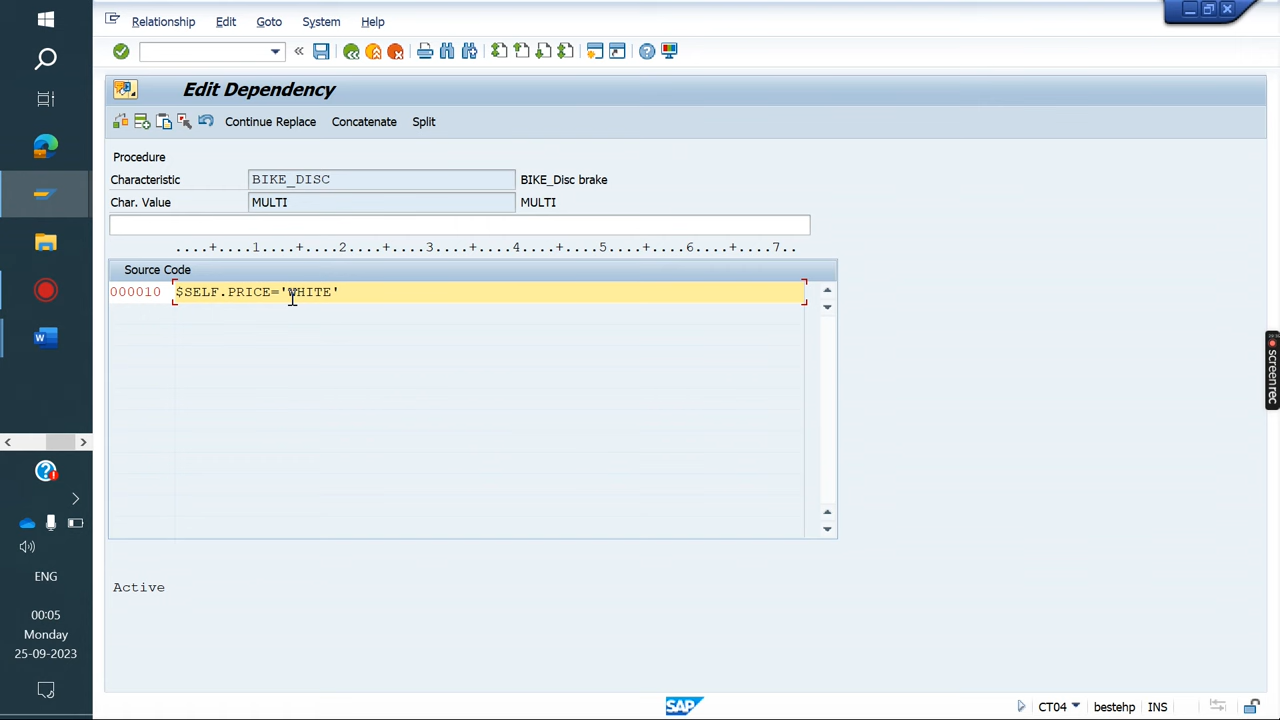 Relationship Edit Goto System Help
Edit Dependency
Continue Replace Concatenate Split
Procedure
Characteristic BIKE_DISC BIKE_Disc brake
Char. Value MULTI MULTI
....+....1....+....2....+....3....+....4....+....5....+....6....+....7..
Source Code
000010 $SELF.PRICE='WHITE'
Active
ENG
00:05
Monday
25-09-2023
SAP CT04 bestehp INS
screenrec